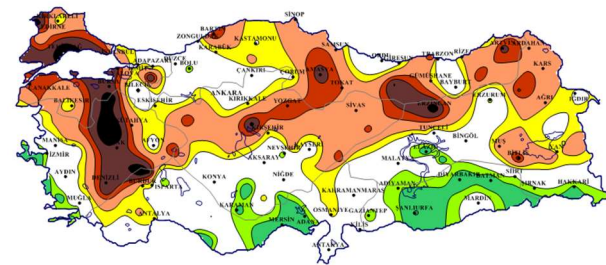 SİNOP
KIRKLARELİ
EDİRNE
BARTIN
ZONGULDAK
KASTAMONU
KARABÜK
SAMSUN
ORDU
GİRESUN
TRABZON
RİZE
ARDAHAN
KARS
DÜZCE
BOLU
ADAPAZARI
ÇANKIRI
ÇORUM
AMASYA
TOKAT
GÜMÜŞHANE
BAYBURT
ÇANAKKALE
BİLECİK
ESKİŞEHİR
ANKARA
KIRIKKALE
YOZGAT
SİVAS
ERZİNCAN
ERZURUM
AĞRI
IĞDIR
BALIKESİR
KÜTAHYA
MANİSA
AFYON
KIRŞEHİR
NEVŞEHİR
KAYSERİ
TUNCELİ
BİNGÖL
MUŞ
VAN
BİTLİS
İZMİR
AYDIN
DENİZLİ
BURDUR
ISPARTA
KONYA
AKSARAY
NİĞDE
MALATYA
ELAZIĞ
SİİRT
MUĞLA
ANTALYA
KARAMAN
MERSİN
ADANA
KAHRAMANMARAŞ
OSMANİYE
GAZİANTEP
KİLİS
ADIYAMAN
ŞANLIURFA
DİYARBAKIR
BATMAN
MARDİN
ŞIRNAK
HAKKARİ
ANTAKYA